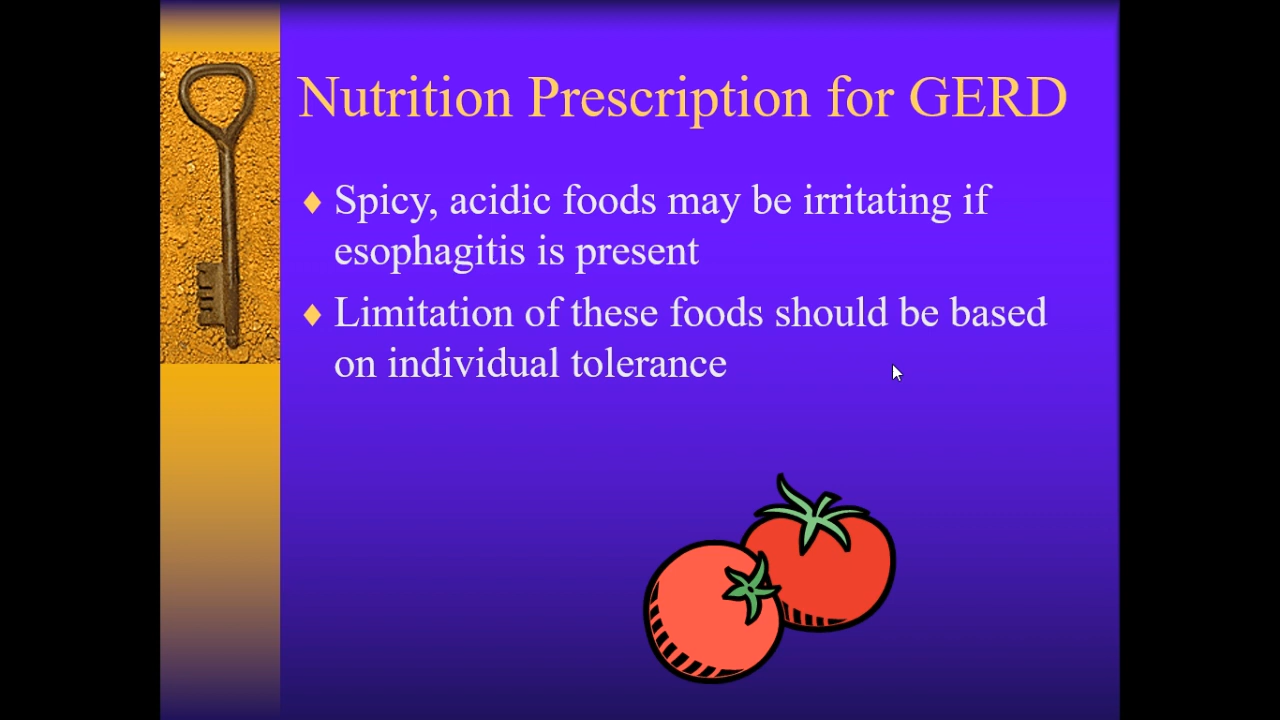 Nutrition Prescription for GERD
Spicy, acidic foods may be irritating if
esophagitis is present
Limitation of these foods should be based
on individual tolerance